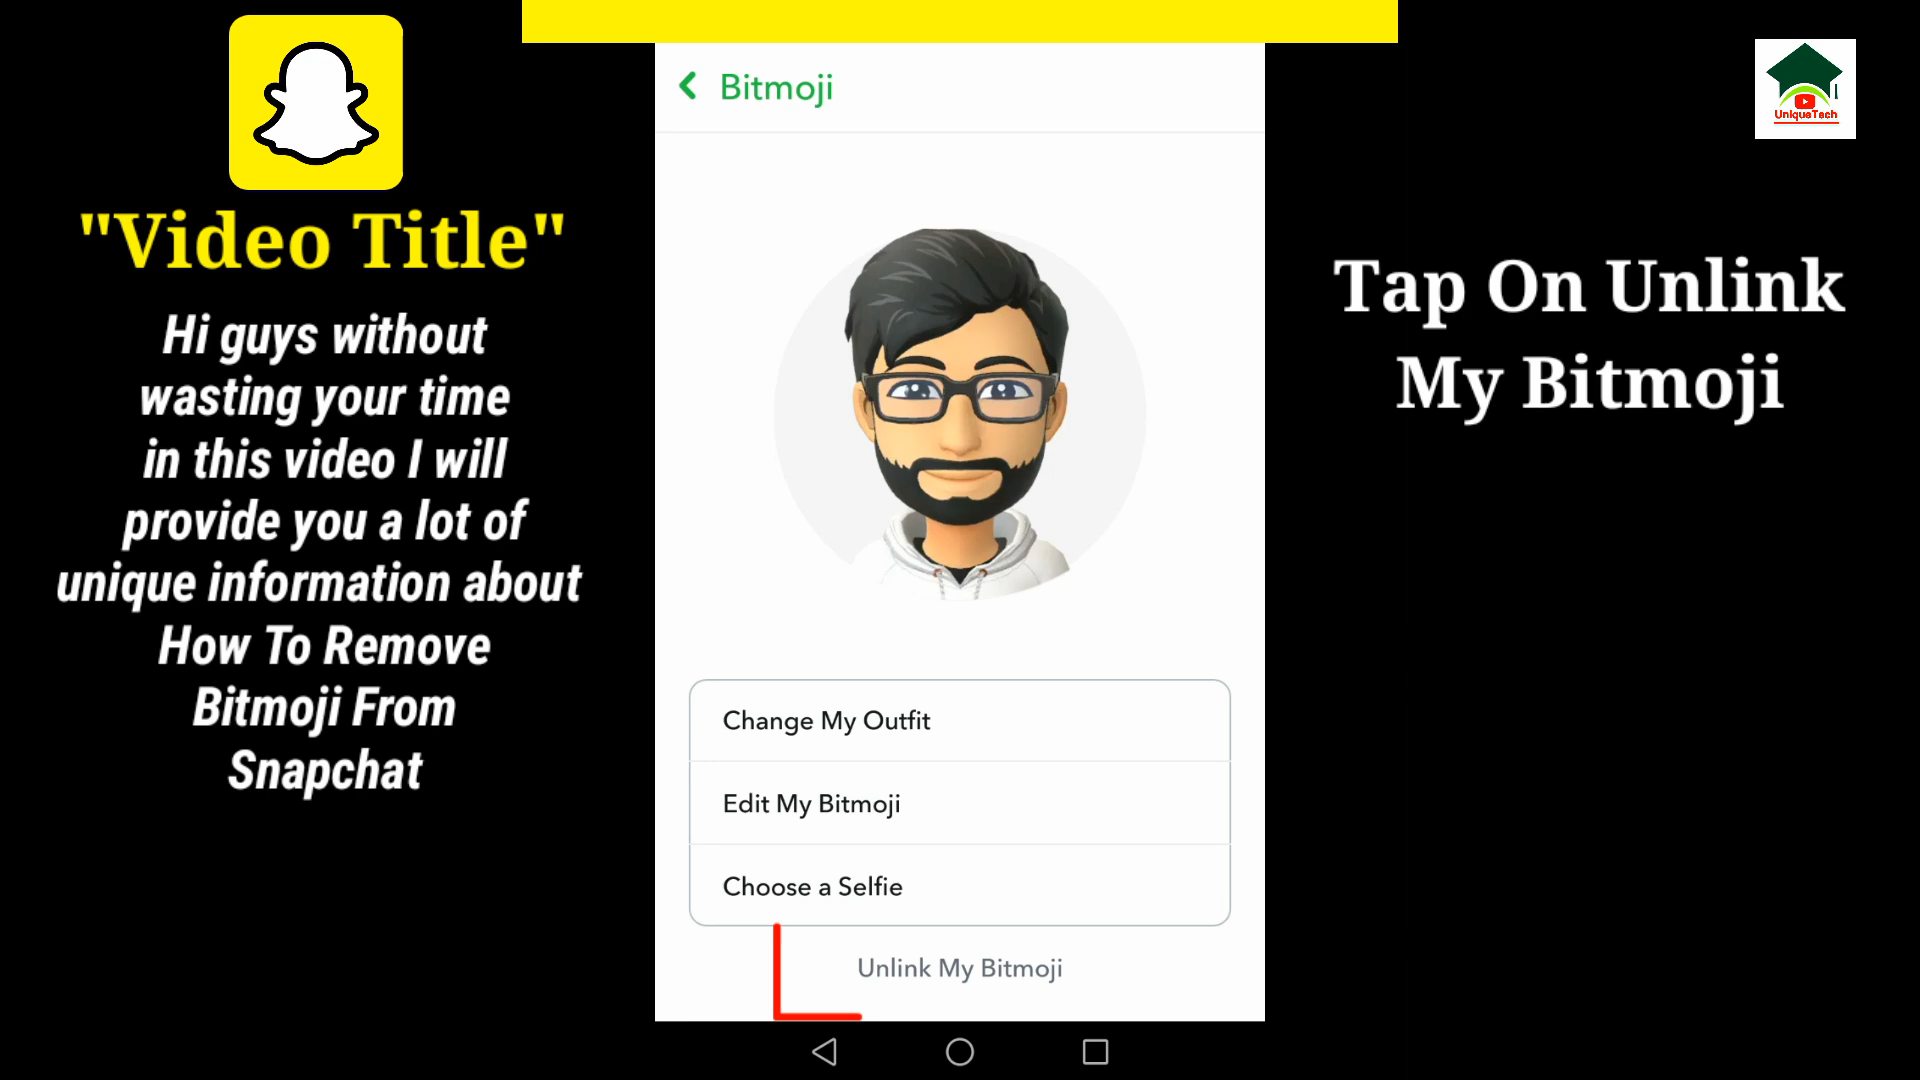 "Video Title"
Hi guys without
wasting your time
in this video I will
provide you a lot of
unique information about
How To Remove
Bitmoji From
Snapchat
Bitmoji
Change My Outfit
Edit My Bitmoji
Choose a Selfie
Unlink My Bitmoji
UniqueTech
Tap On Unlink
My Bitmoji